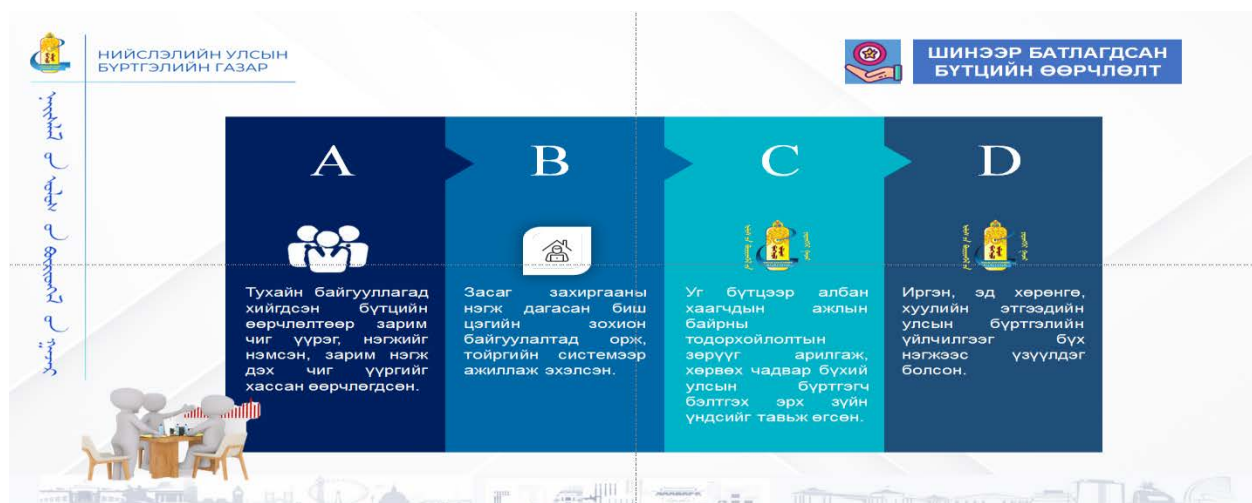 НИЙСЛЭЛИЙН УЛСЫН
БҮРТГЭЛИЙН ГАЗАР
ШИНЭЭР БАТЛАГДСАН
БҮТЦИЙН ӨӨРЧЛӨЛТ
A
Тухайн байгууллагад
хийгдсэн бүтцийн
өөрчлөлтөөр зарим
чиг үүрэг, нэгжийг
нэмсэн, зарим нэгж
дэх чиг үүргийг
хассан өөрчлөгдсөн.
B
Засаг захиргааны
нэгж дагасан биш
цэгийн зохион
байгуулалтад орж,
тойргийн системээр
ажиллаж эхэлсэн.
C
Уг бүтцээр албан
хаагчдын ажлын
байрны
тодорхойлолтын
зөрүүг арилгаж,
хөрвөх чадвар бүхий
улсын бүртгэгч
бэлтгэх эрх зүйн
үндсийг тавьж өгсөн.
D
Иргэн, эд хөрөнгө,
хуулийн этгээдийн
улсын бүртгэлийн
үйлчилгээг бүх
нэгжээс үзүүлдэг
болсон.